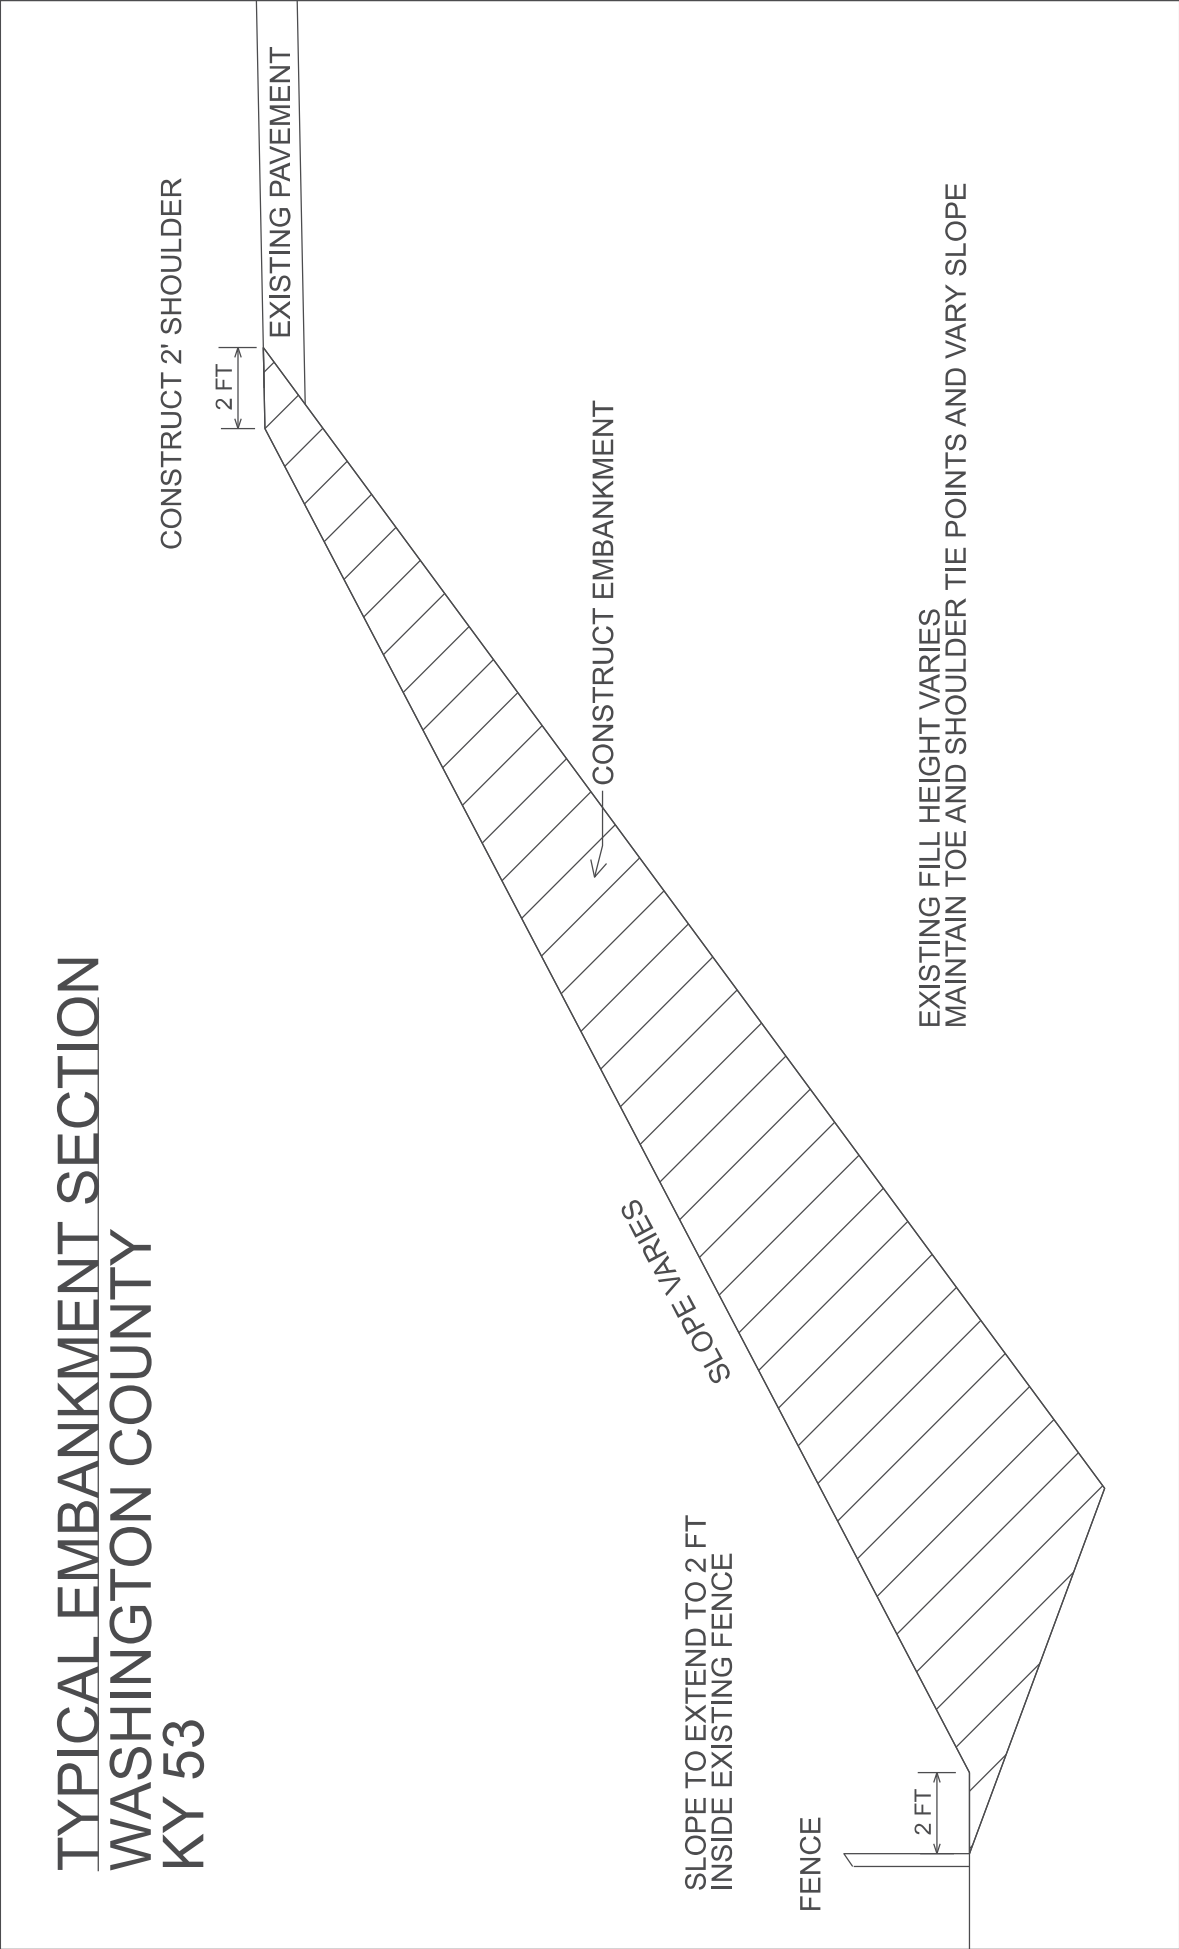 TYPICAL EMBANKMENT SECTION
WASHINGTON COUNTY
KY 53
CONSTRUCT 2' SHOULDER
2 FT
EXISTING PAVEMENT
CONSTRUCT EMBANKMENT
SLOPE VARIES
SLOPE TO EXTEND TO 2 FT
INSIDE EXISTING FENCE
FENCE
2 FT
EXISTING FILL HEIGHT VARIES
MAINTAIN TOE AND SHOULDER TIE POINTS AND VARY SLOPE